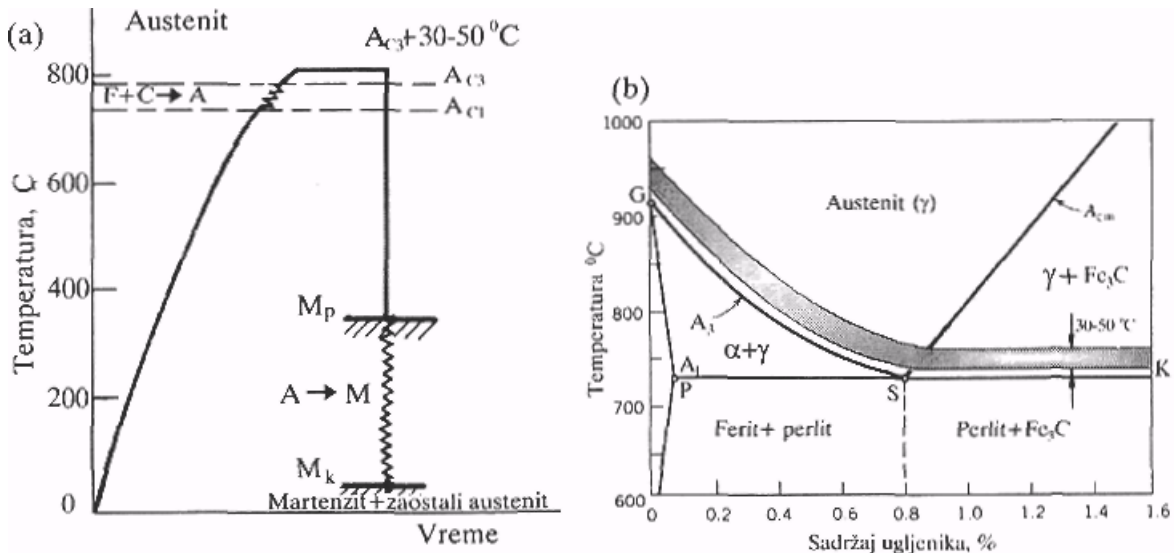 (a)
Austenit
A_C3+30-50 ⁰C
A_C3
F+C → A
A_C1
Temperatura, C
800
600
400
200
0
M_p
A → M
M_k
Martenzit+zaostali austenit
Vreme
(b)
1000
900
800
700
600
Temperatura ⁰C
G
Austenit (γ)
A_cm
γ+ Fe₃C
30-50 °C
A₃
α+γ
A₁
P
S
K
Ferit+ perlit
Perlit+Fe₃C
0 0.2 0.4 0.6 0.8 1.0 1.2 1.4 1.6
Sadržaj ugljenika, %